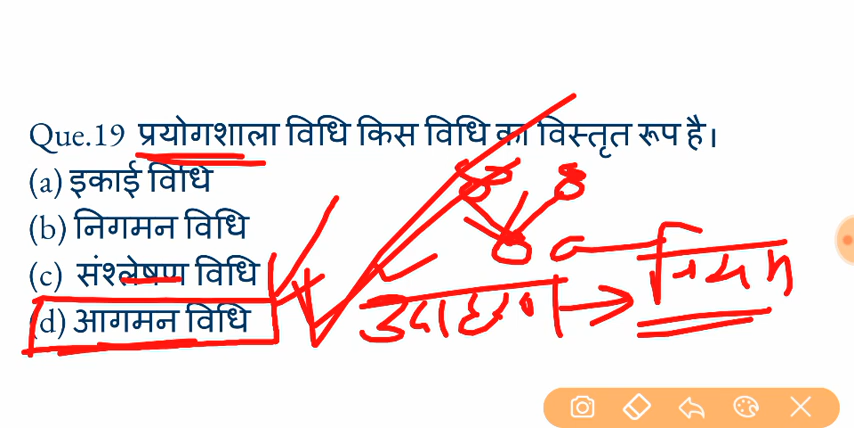 Que.19 प्रयोगशाला विधि किस विधि का विस्तृत रूप है।
(a) इकाई विधि
(b) निगमन विधि
(c) संश्लेषण विधि
(d) आगमन विधि
उदाहरण → नियम